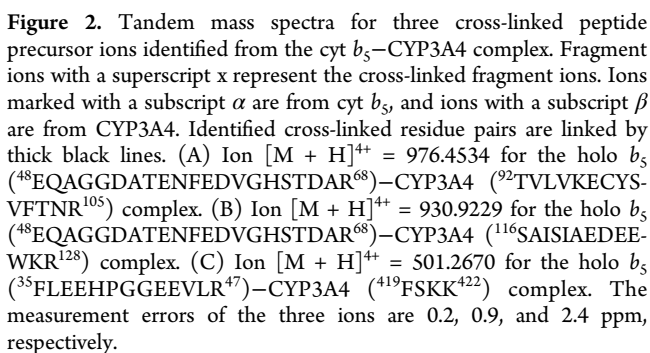 Figure 2. Tandem mass spectra for three cross-linked peptide
precursor ions identified from the cyt b₅−CYP3A4 complex. Fragment
ions with a superscript x represent the cross-linked fragment ions. Ions
marked with a subscript α are from cyt b₅, and ions with a subscript β
are from CYP3A4. Identified cross-linked residue pairs are linked by
thick black lines. (A) Ion [M + H]⁴⁺ = 976.4534 for the holo b₅
(⁴⁸EQAGGDATENFEDVGHSTDAR⁶⁸)−CYP3A4 (⁹²TVLVKECYS-
VFTNR¹⁰⁵) complex. (B) Ion [M + H]⁴⁺ = 930.9229 for the holo b₅
(⁴⁸EQAGGDATENFEDVGHSTDAR⁶⁸)−CYP3A4 (¹¹⁶SAISIAEDEE-
WKR¹²⁸) complex. (C) Ion [M + H]⁴⁺ = 501.2670 for the holo b₅
(³⁵FLEEHPGGEEVLR⁴⁷)−CYP3A4 (⁴¹⁹FSKK⁴²²) complex. The
measurement errors of the three ions are 0.2, 0.9, and 2.4 ppm,
respectively.